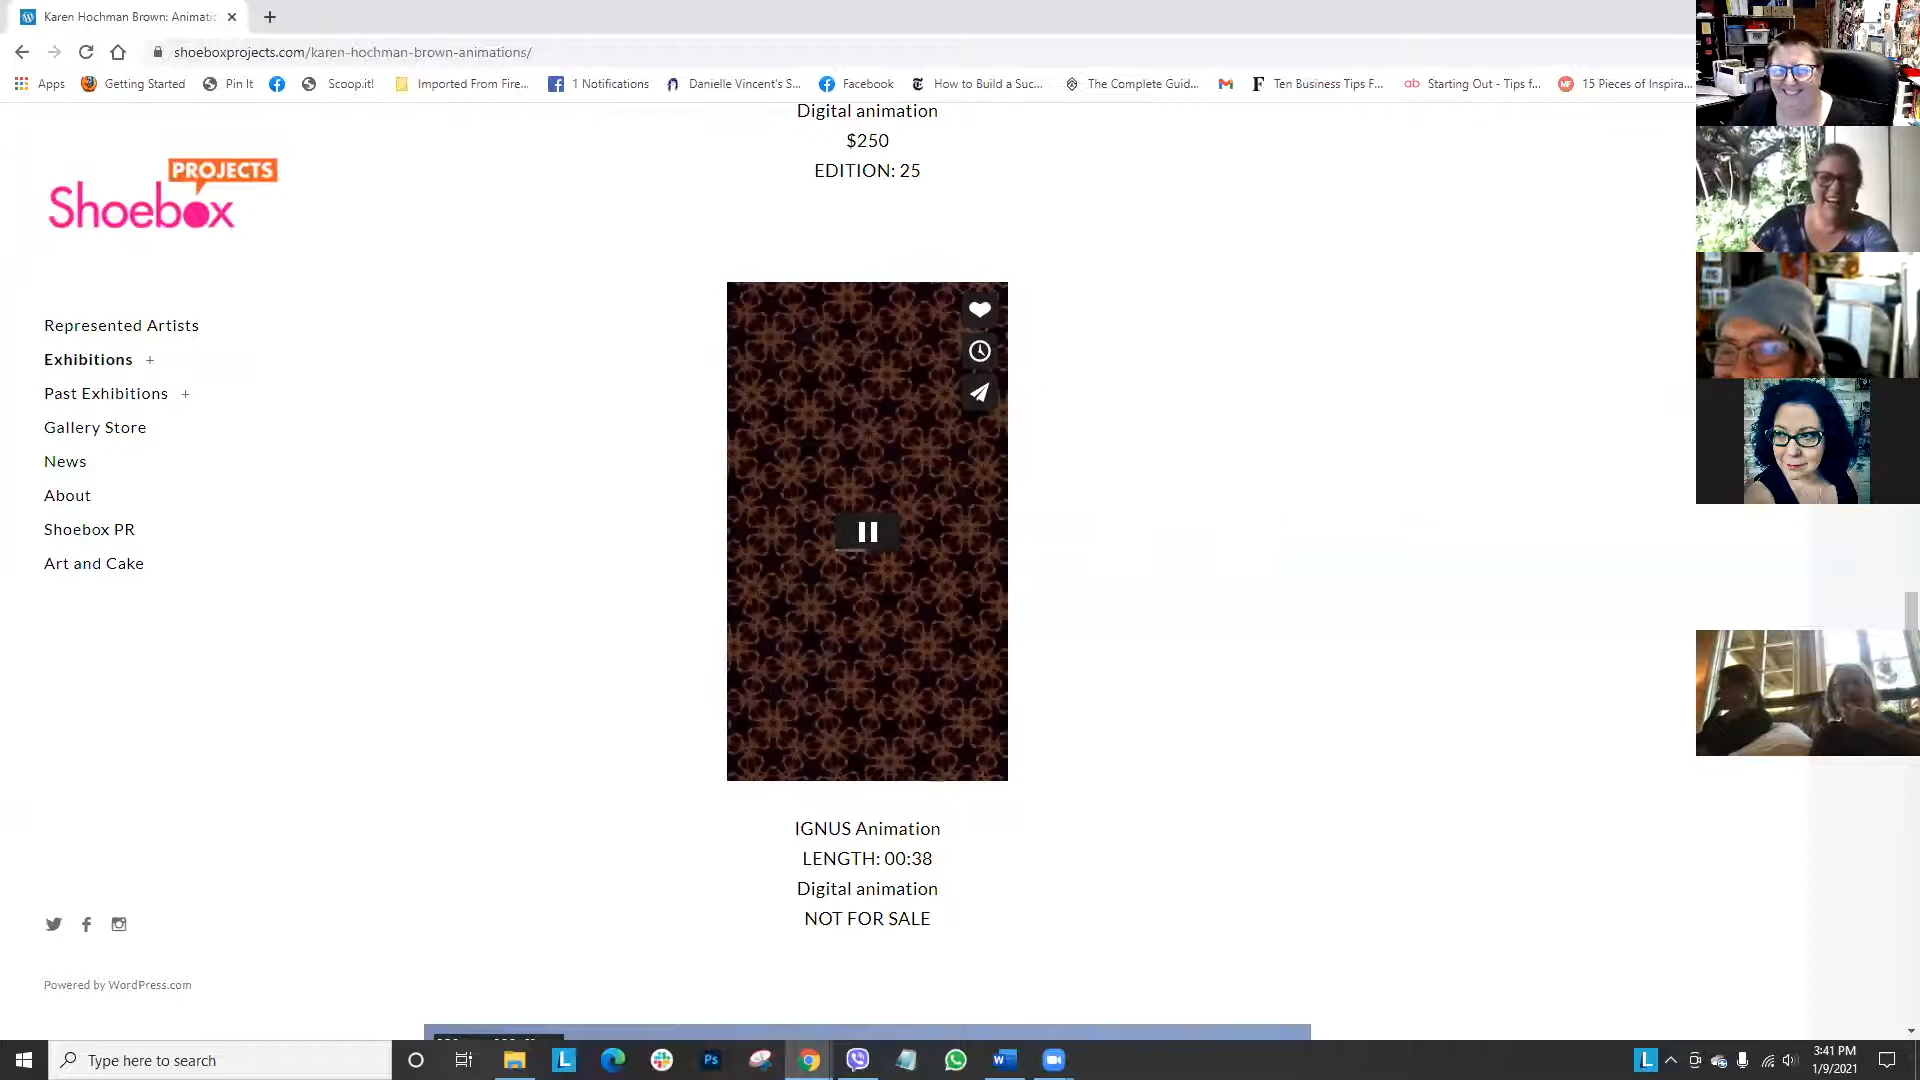 Karen Hochman Brown: Animatio
shoeboxprojects.com/karen-hochman-brown-animations/
Apps
Getting Started
Pin It
Scoop.it!
Imported From Fire...
1 Notifications
Danielle Vincent's S...
Facebook
How to Build a Suc...
The Complete Guid...
Ten Business Tips F...
ab
Starting Out - Tips f...
MF
15 Pieces of Inspira...
Digital animation
$250
EDITION: 25
PROJECTS
Shoebox
Represented Artists
Exhibitions +
Past Exhibitions +
Gallery Store
News
About
Shoebox PR
Art and Cake
IGNUS Animation
LENGTH: 00:38
Digital animation
NOT FOR SALE
Powered by WordPress.com
Type here to search
L
Ps
W
L
3:41 PM
1/9/2021